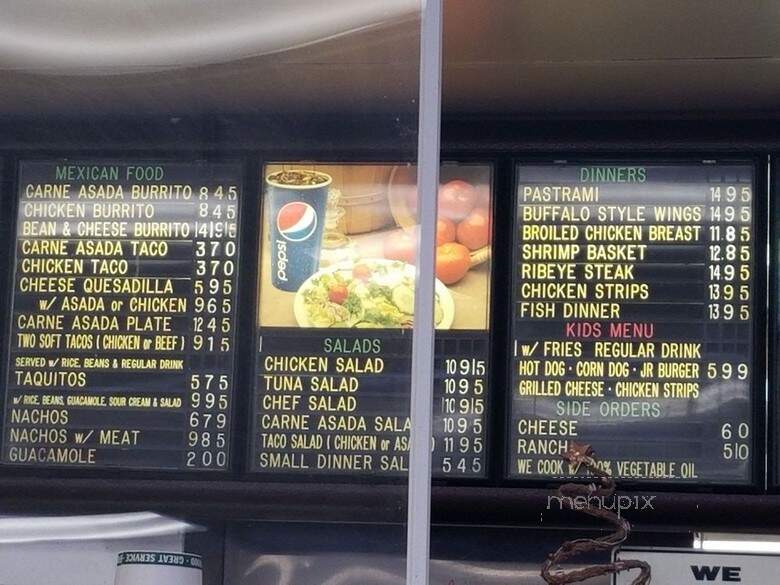 MEXICAN FOOD
CARNE ASADA BURRITO 8 4 5
CHICKEN BURRITO 8 4 5
BEAN & CHEESE BURRITO 4 9 5
CARNE ASADA TACO 3 7 0
CHICKEN TACO 3 7 0
CHEESE QUESADILLA 5 9 5
w/ ASADA or CHICKEN 9 6 5
CARNE ASADA PLATE 12 4 5
TWO SOFT TACOS ( CHICKEN or BEEF ) 9 1 5
SERVED w/ RICE, BEANS & REGULAR DRINK
TAQUITOS 5 7 5
w/ RICE, BEANS, GUACAMOLE, SOUR CREAM & SALAD 9 9 5
NACHOS 6 7 9
NACHOS w/ MEAT 9 8 5
GUACAMOLE 2 0 0
pepsi
SALADS
CHICKEN SALAD 10 9 5
TUNA SALAD 10 9 5
CHEF SALAD 10 9 5
CARNE ASADA SALA 10 9 5
TACO SALAD ( CHICKEN or ASA ) 11 9 5
SMALL DINNER SAL 5 4 5
DINNERS
PASTRAMI 14 9 5
BUFFALO STYLE WINGS 14 9 5
BROILED CHICKEN BREAST 11.8 5
SHRIMP BASKET 12.8 5
RIBEYE STEAK 14 9 5
CHICKEN STRIPS 13 9 5
FISH DINNER 13 9 5
KIDS MENU
w/ FRIES · REGULAR DRINK
HOT DOG · CORN DOG · JR BURGER 5 9 9
GRILLED CHEESE · CHICKEN STRIPS
SIDE ORDERS
CHEESE 6 0
RANCH 5 0
WE COOK 100% VEGETABLE OIL
menupix
GREAT SERVICE
WE